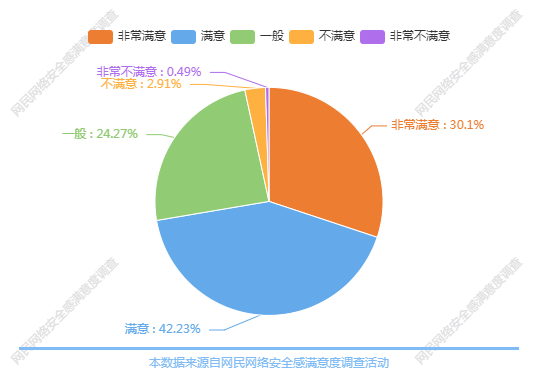 非常满意 满意 一般 不满意 非常不满意
非常不满意 : 0.49%
不满意 : 2.91%
非常满意 : 30.1%
一般 : 24.27%
满意 : 42.23%
本数据来源自网民网络安全感满意度调查活动
网民网络安全感满意度调查
网民网络安全感满意度调查
网民网络安全感满意度调查
网民网络安全感满意度调查